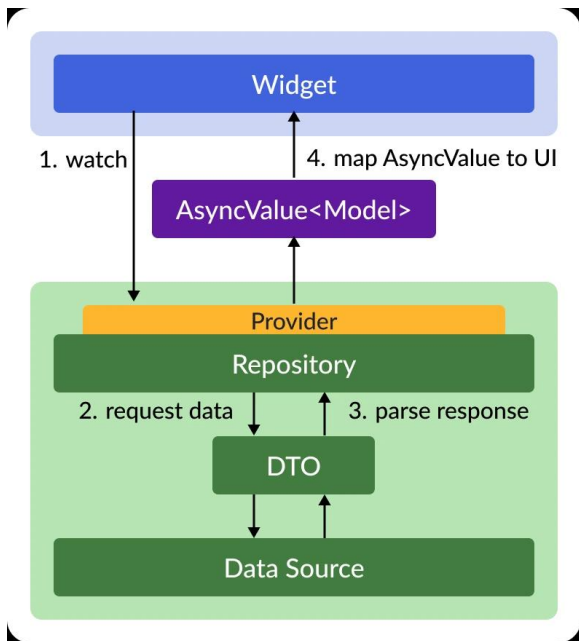 Widget
1. watch
4. map AsyncValue to UI
AsyncValue<Model>
Provider
Repository
2. request data
3. parse response
DTO
Data Source